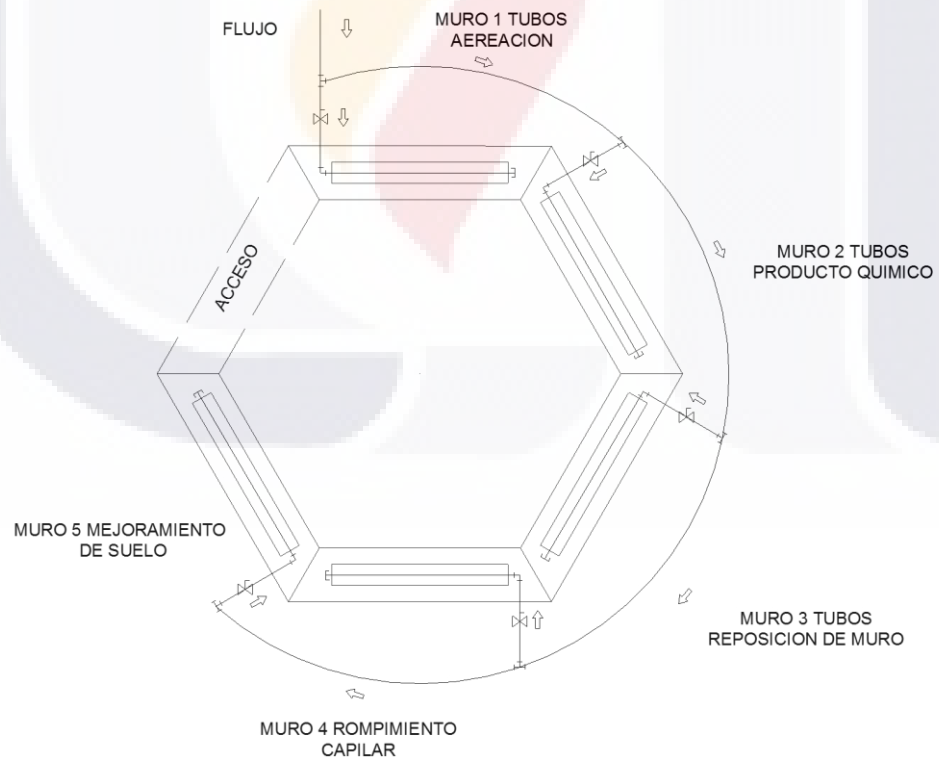 FLUJO
MURO 1 TUBOS
AEREACION
ACCESO
MURO 2 TUBOS
PRODUCTO QUIMICO
MURO 5 MEJORAMIENTO
DE SUELO
MURO 3 TUBOS
REPOSICION DE MURO
MURO 4 ROMPIMIENTO
CAPILAR